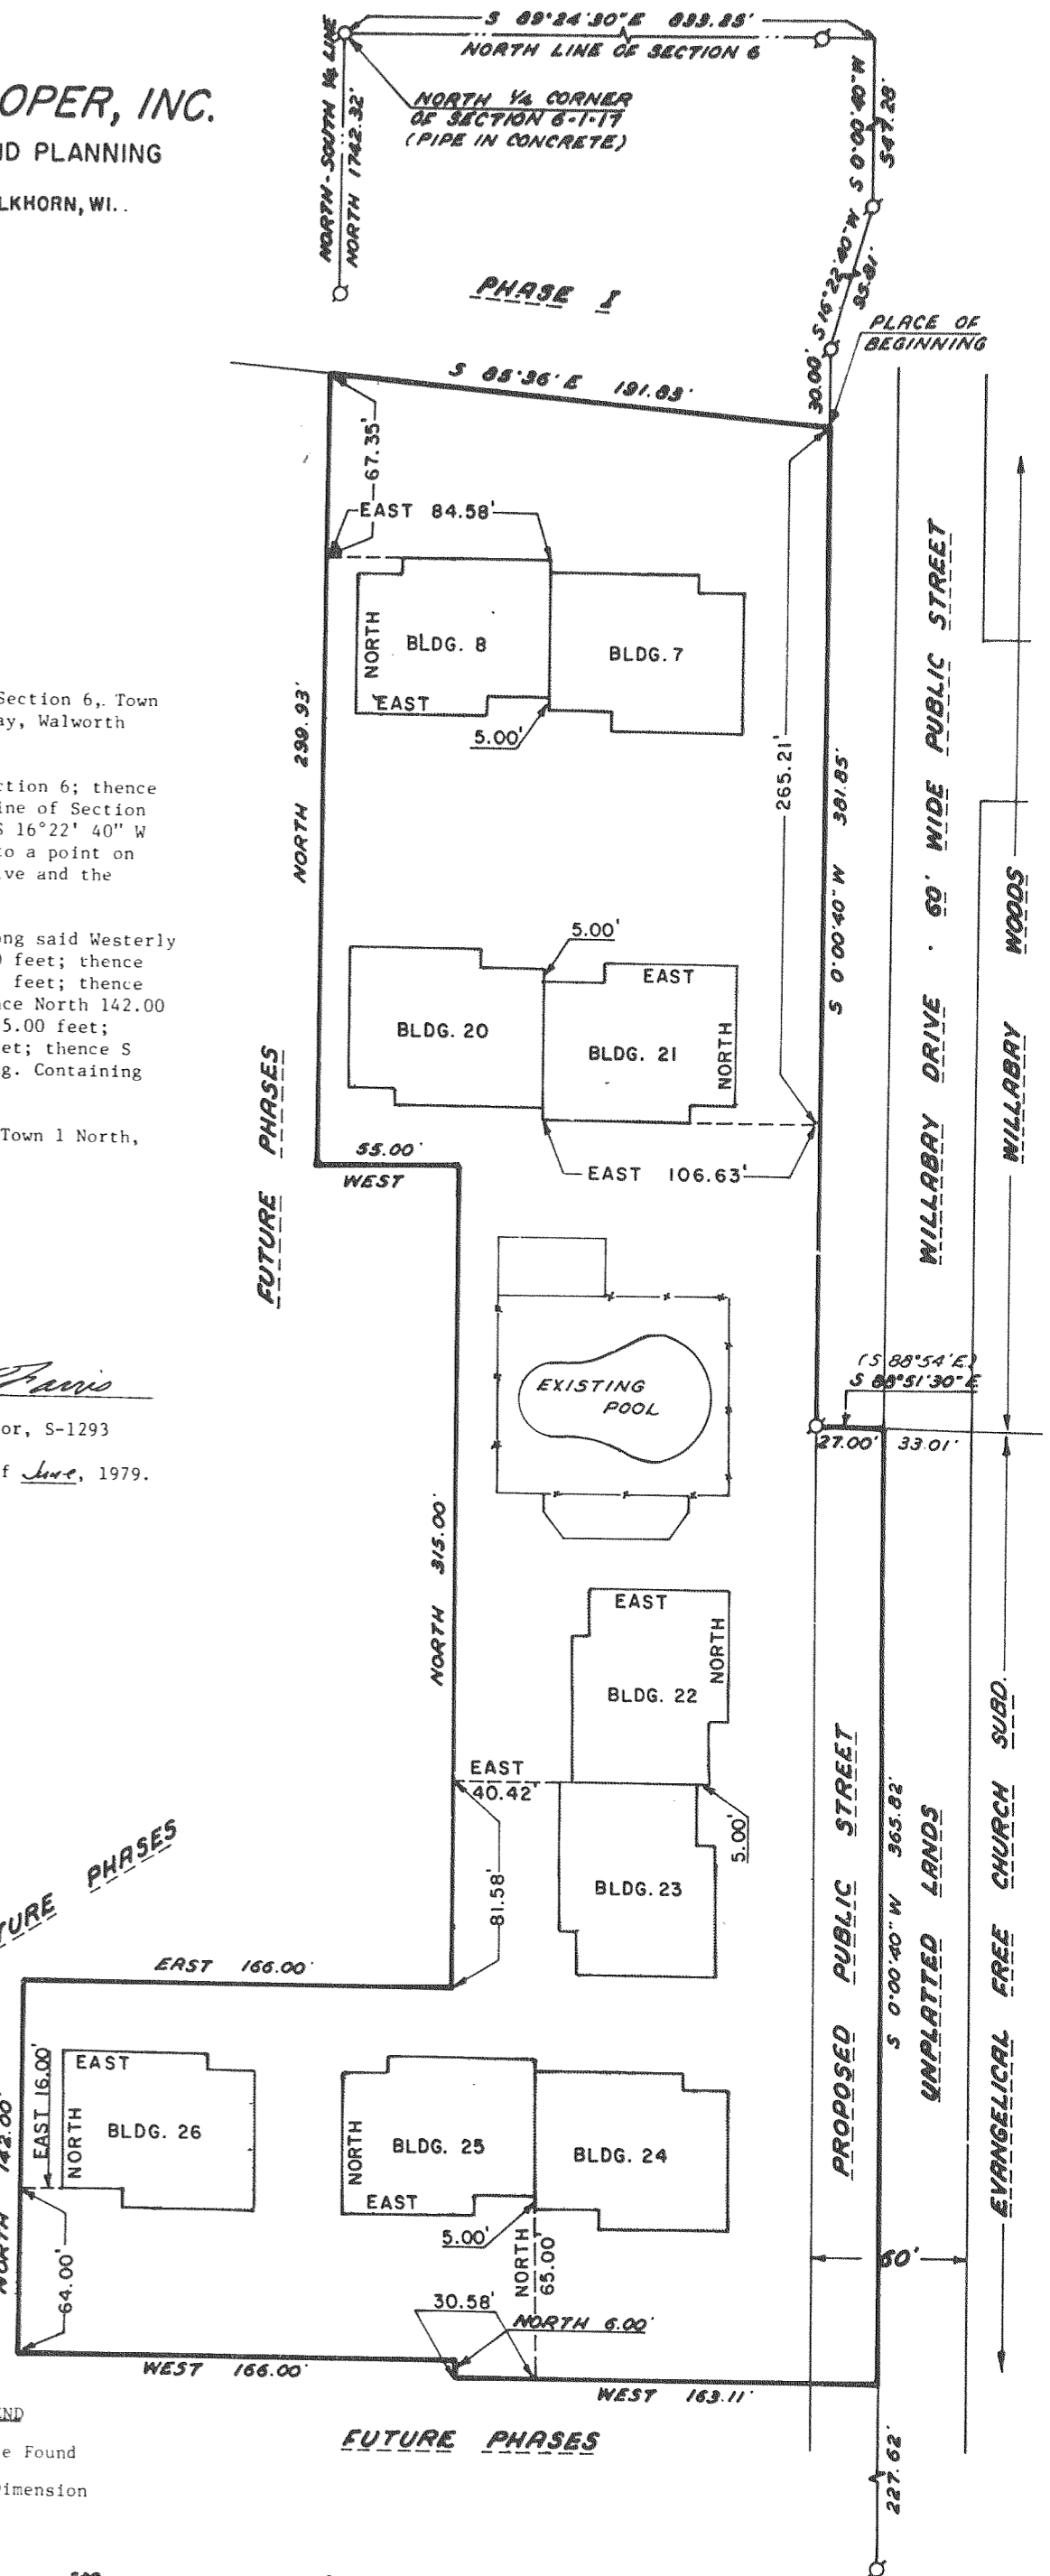 S 89°24'30"E 899.85'
NORTH LINE OF SECTION 6
NORTH-SOUTH ¼ LINE
NORTH 1742.32'
NORTH ¼ CORNER
OF SECTION 6-1-17
(PIPE IN CONCRETE)
S 0°00'40"W
547.28'
OPER, INC.
ND PLANNING
LKHORN, WI..
S 16°22'40"W
95.81'
PHASE I
PLACE OF
BEGINNING
30.00'
S 85°36'E 191.83'
67.35'
EAST 84.58'
NORTH
BLDG. 8
EAST
BLDG. 7
5.00'
NORTH 299.93'
265.21'
S 0°00'40"W 381.85'
WILLABAY DRIVE . 60' WIDE PUBLIC STREET
WILLABAY WOODS
Section 6,. Town
ay, Walworth
ction 6; thence
ine of Section
S 16°22' 40" W
to a point on
ive and the
ong said Westerly
0 feet; thence
feet; thence
nce North 142.00
5.00 feet;
et; thence S
g. Containing
Town 1 North,
5.00'
EAST
BLDG. 20
BLDG. 21
NORTH
FUTURE PHASES
55.00'
WEST
EAST 106.63'
EXISTING
POOL
(S 88°54'E)
S 88°51'30"E
27.00' 33.01'
Farris
or, S-1293
f June, 1979.
NORTH 315.00'
EAST
NORTH
BLDG. 22
EAST
40.42'
5.00'
81.58'
BLDG. 23
PROPOSED PUBLIC STREET
S 0°00'40"W 365.82'
UNPLATTED LANDS
EVANGELICAL FREE CHURCH SUBD.
TURE PHASES
EAST 166.00'
NORTH 142.00'
EAST 16.00'
EAST
NORTH
BLDG. 26
NORTH
BLDG. 25
EAST
BLDG. 24
5.00'
NORTH
65.00'
64.00'
30.58'
NORTH 6.00'
60'
WEST 166.00'
WEST 163.11'
FUTURE PHASES
END
e Found
Dimension
227.62'